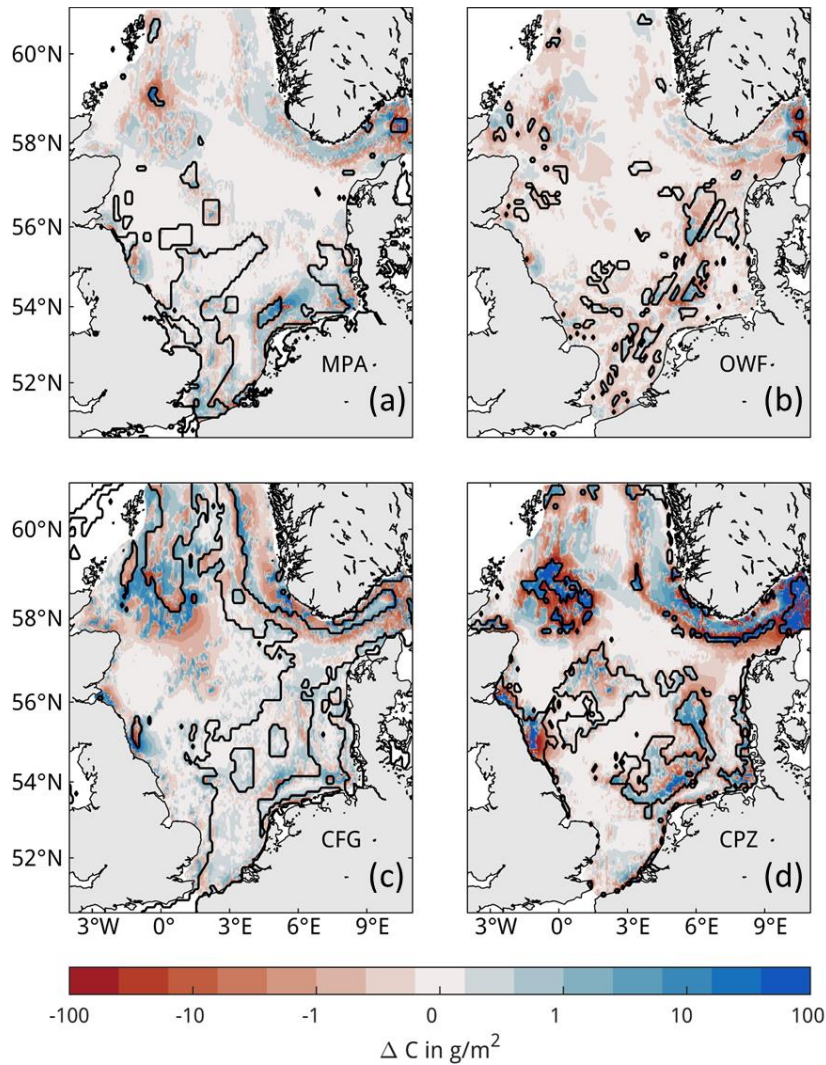 60°N
58°N
56°N
54°N
52°N
MPA
(a)
OWF
(b)
60°N
58°N
56°N
54°N
52°N
CFG
(c)
CPZ
(d)
3°W 0° 3°E 6°E 9°E
3°W 0° 3°E 6°E 9°E
-100 -10 -1 0 1 10 100
Δ C in g/m²